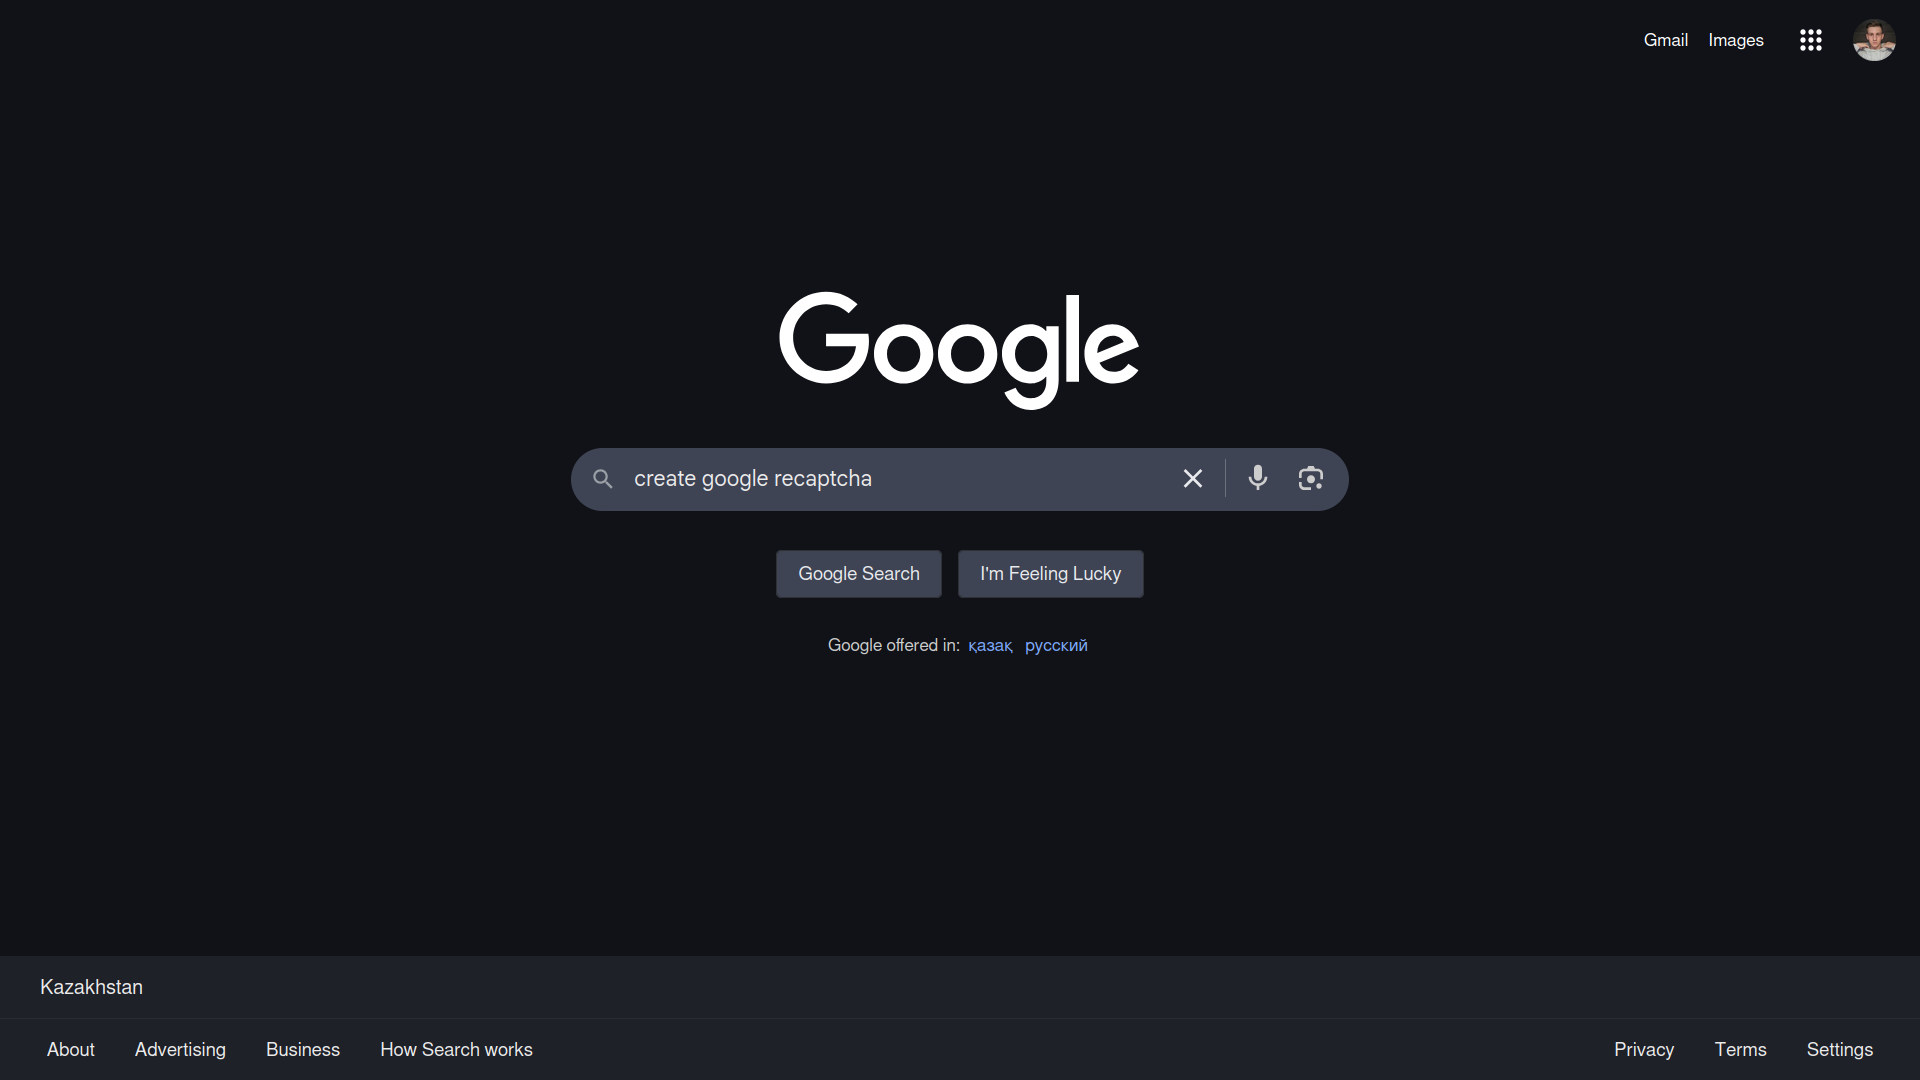 Gmail Images
Google
create google recaptcha
Google Search I'm Feeling Lucky
Google offered in: қазақ русский
Kazakhstan
About Advertising Business How Search works Privacy Terms Settings